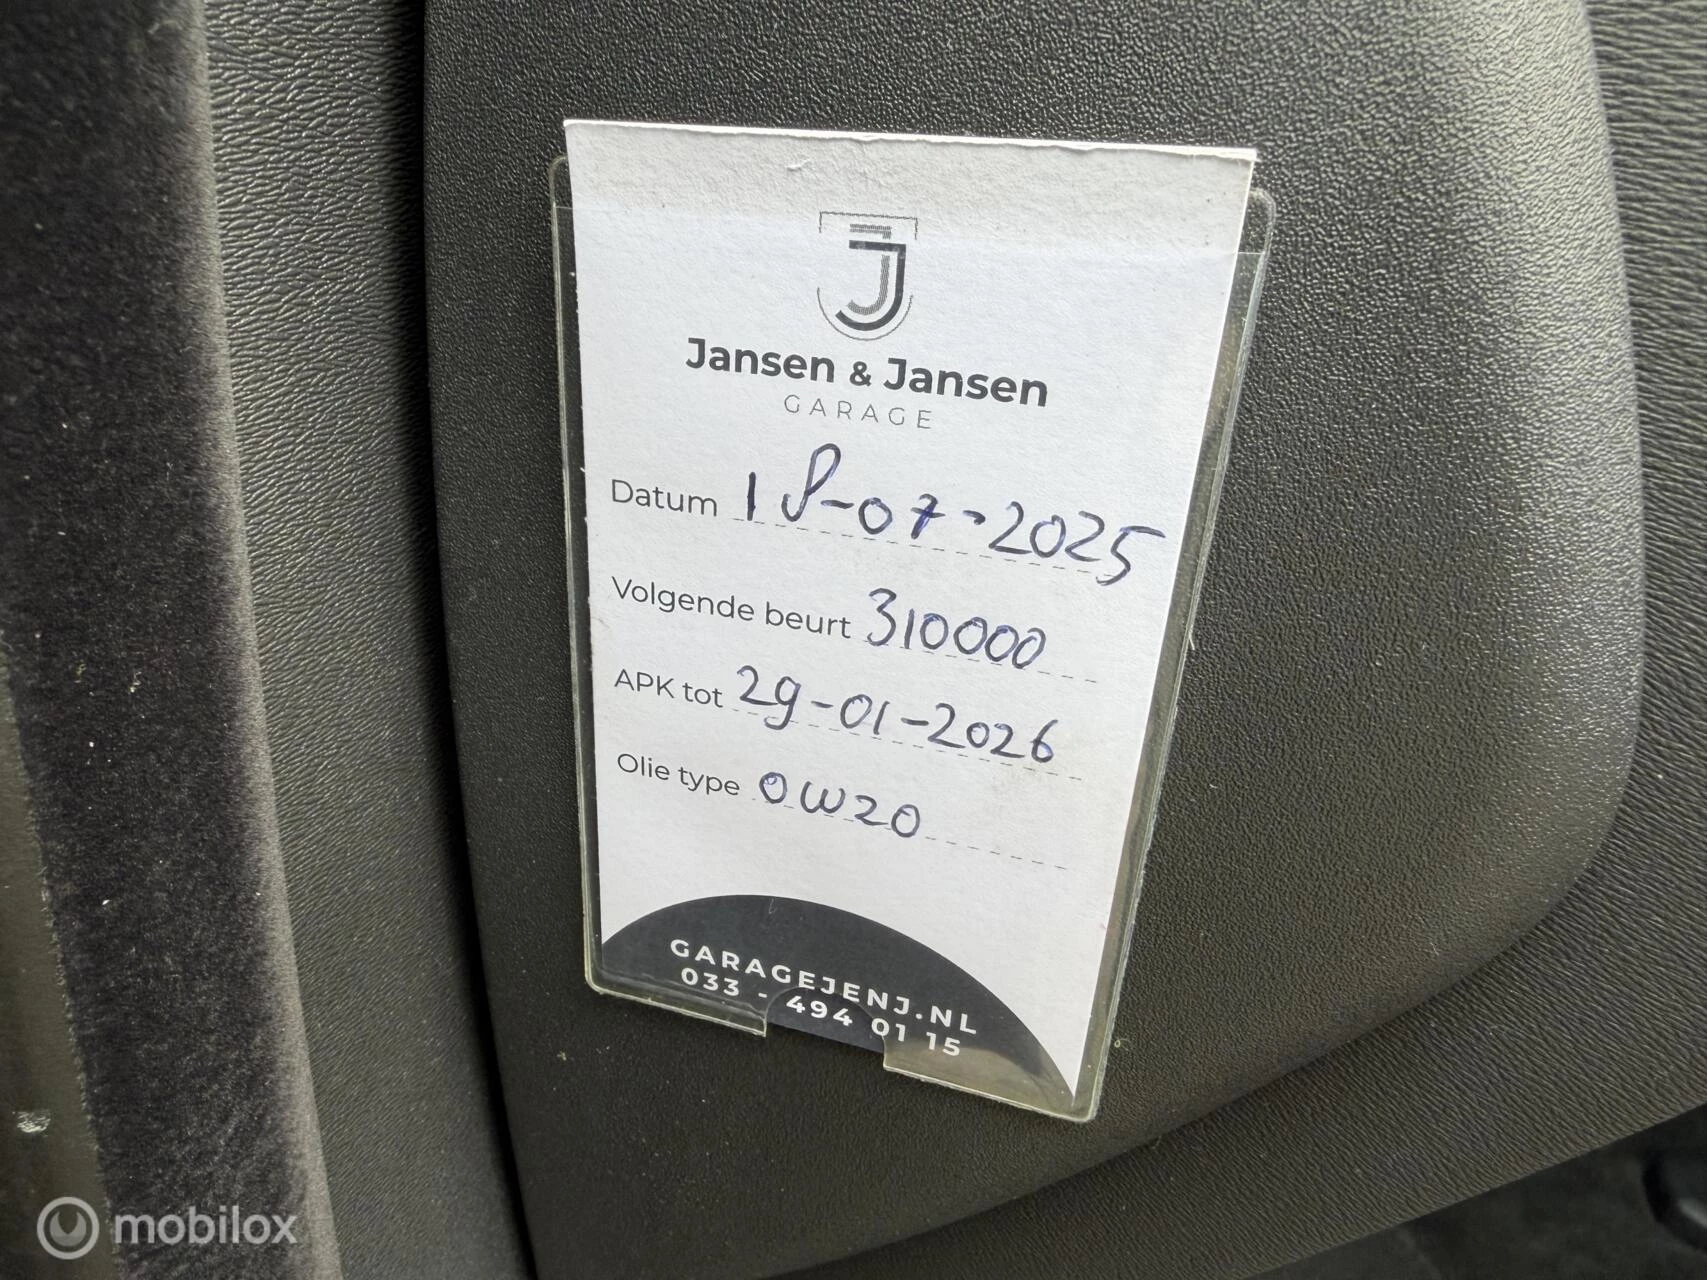 J
Jansen & Jansen
GARAGE
Datum 18-07-2025
Volgende beurt 310000
APK tot 29-01-2026
Olie type 0W20
GARAGEJENJ.NL
033 - 494 01 15
mobilox